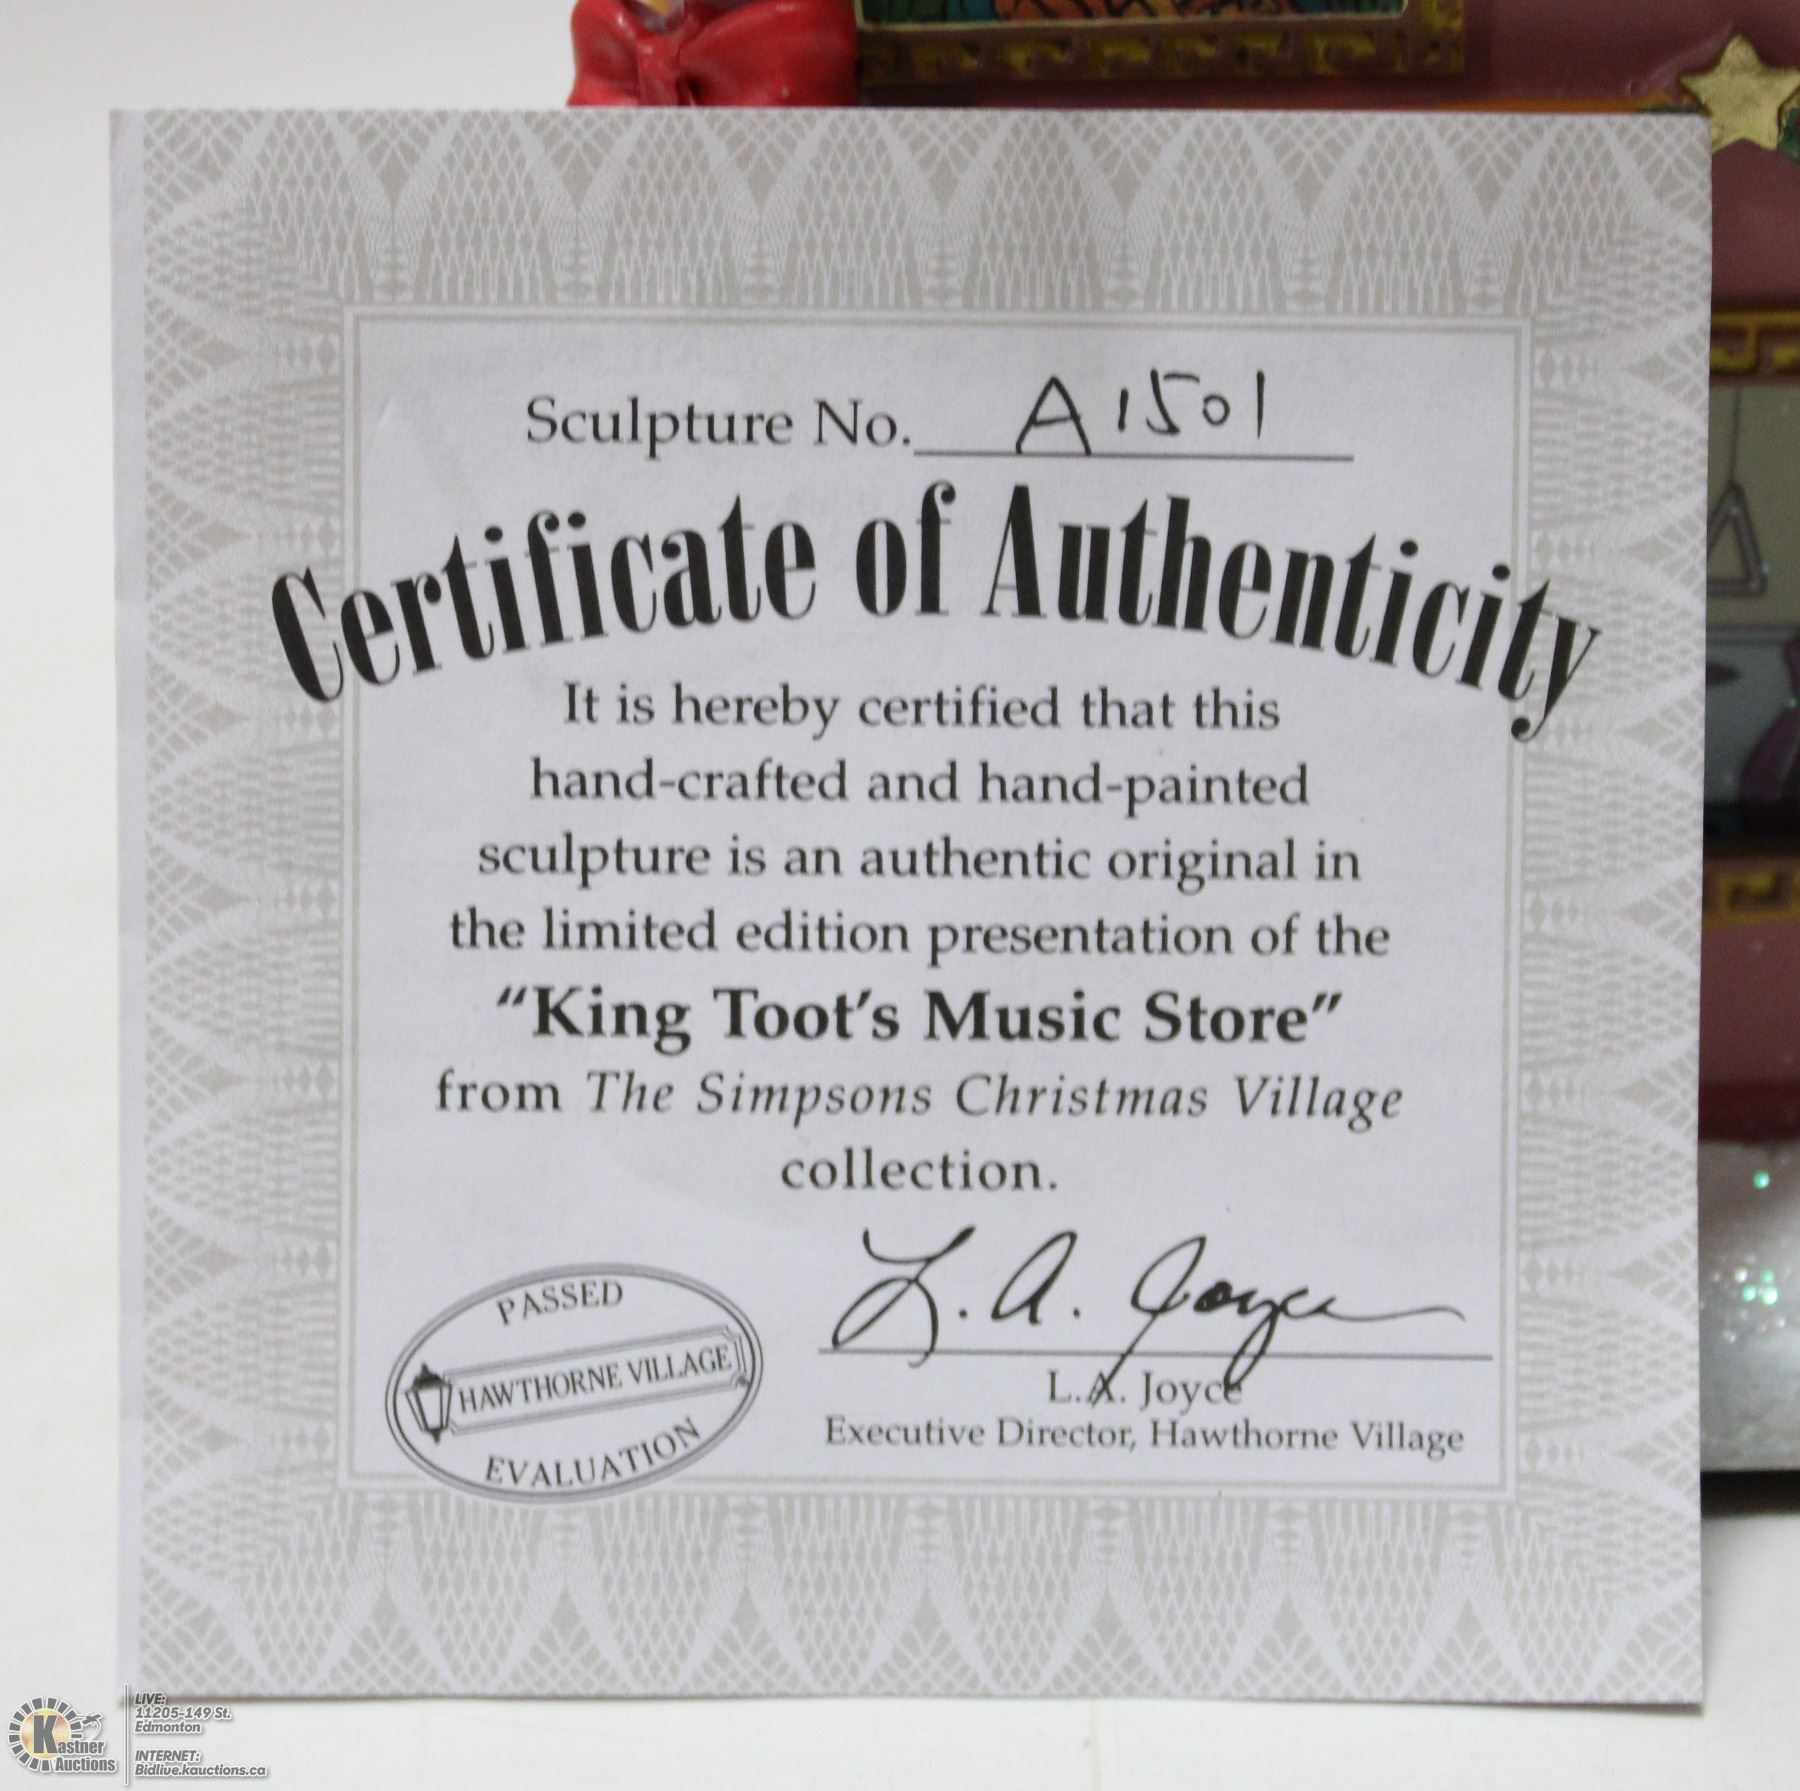 Sculpture No. A1501
Certificate of Authenticity
It is hereby certified that this
hand-crafted and hand-painted
sculpture is an authentic original in
the limited edition presentation of the
“King Toot’s Music Store”
from The Simpsons Christmas Village
collection.
L. A. Joyce
L.A. Joyce
Executive Director, Hawthorne Village
PASSED
HAWTHORNE VILLAGE
EVALUATION
Kastner
Auctions
LIVE:
11205-149 St.
Edmonton
INTERNET:
Bidlive.kauctions.ca